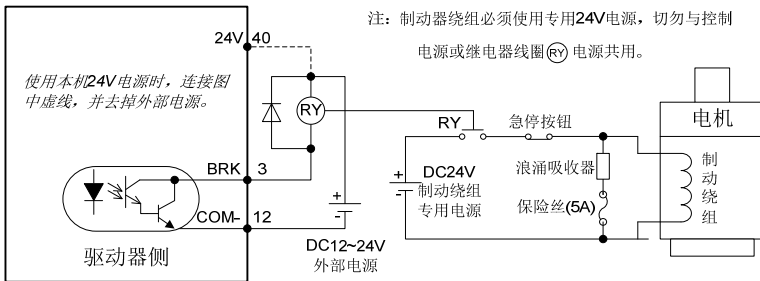 注：制动器绕组必须使用专用24V电源，切勿与控制
电源或继电器线圈RY电源共用。
24V 40
使用本机24V电源时，连接图
中虚线，并去掉外部电源。
RY
电机
RY
急停按钮
BRK 3
DC24V
制动绕组
专用电源
浪涌吸收器
保险丝(5A)
制动绕组
+
-
+
-
COM- 12
驱动器侧
DC12~24V
外部电源